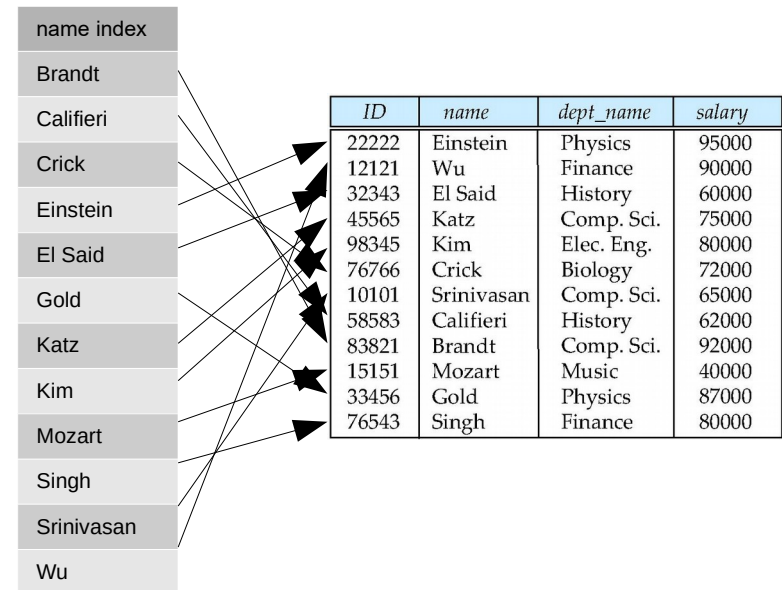 name index
Brandt
Califieri
Crick
Einstein
El Said
Gold
Katz
Kim
Mozart
Singh
Srinivasan
Wu
ID name dept_name salary
22222 Einstein Physics 95000
12121 Wu Finance 90000
32343 El Said History 60000
45565 Katz Comp. Sci. 75000
98345 Kim Elec. Eng. 80000
76766 Crick Biology 72000
10101 Srinivasan Comp. Sci. 65000
58583 Califieri History 62000
83821 Brandt Comp. Sci. 92000
15151 Mozart Music 40000
33456 Gold Physics 87000
76543 Singh Finance 80000